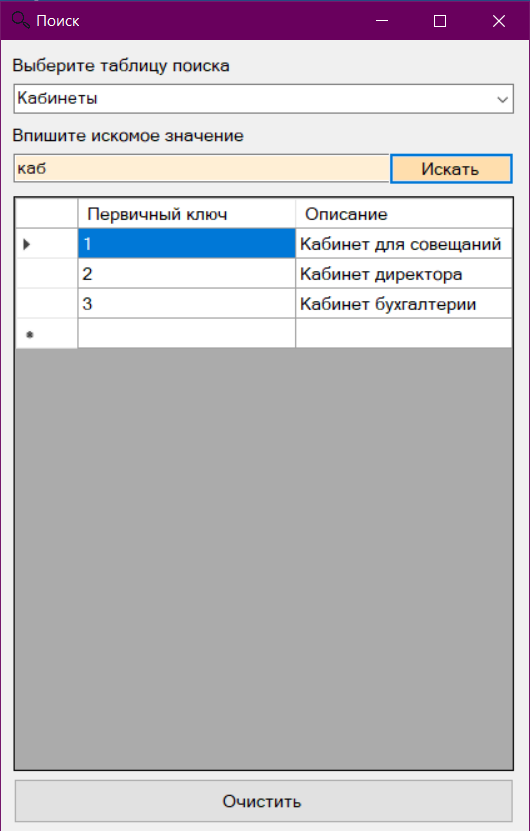 Поиск
Выберите таблицу поиска
Кабинеты
Впишите искомое значение
каб Искать
Первичный ключ Описание
1 Кабинет для совещаний
2 Кабинет директора
3 Кабинет бухгалтерии
*
Очистить